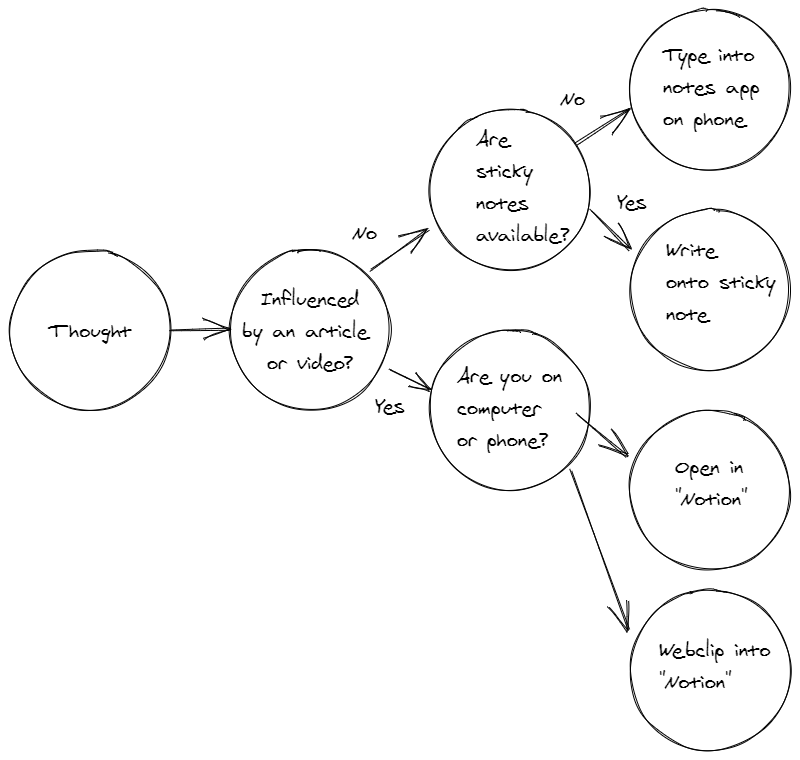 Thought
Influenced
by an article
or video?
No
Yes
Are
sticky
notes
available?
No
Yes
Type into
notes app
on phone
Write
onto sticky
note
Are you on
computer
or phone?
Open in
"Notion"
Webclip into
"Notion"